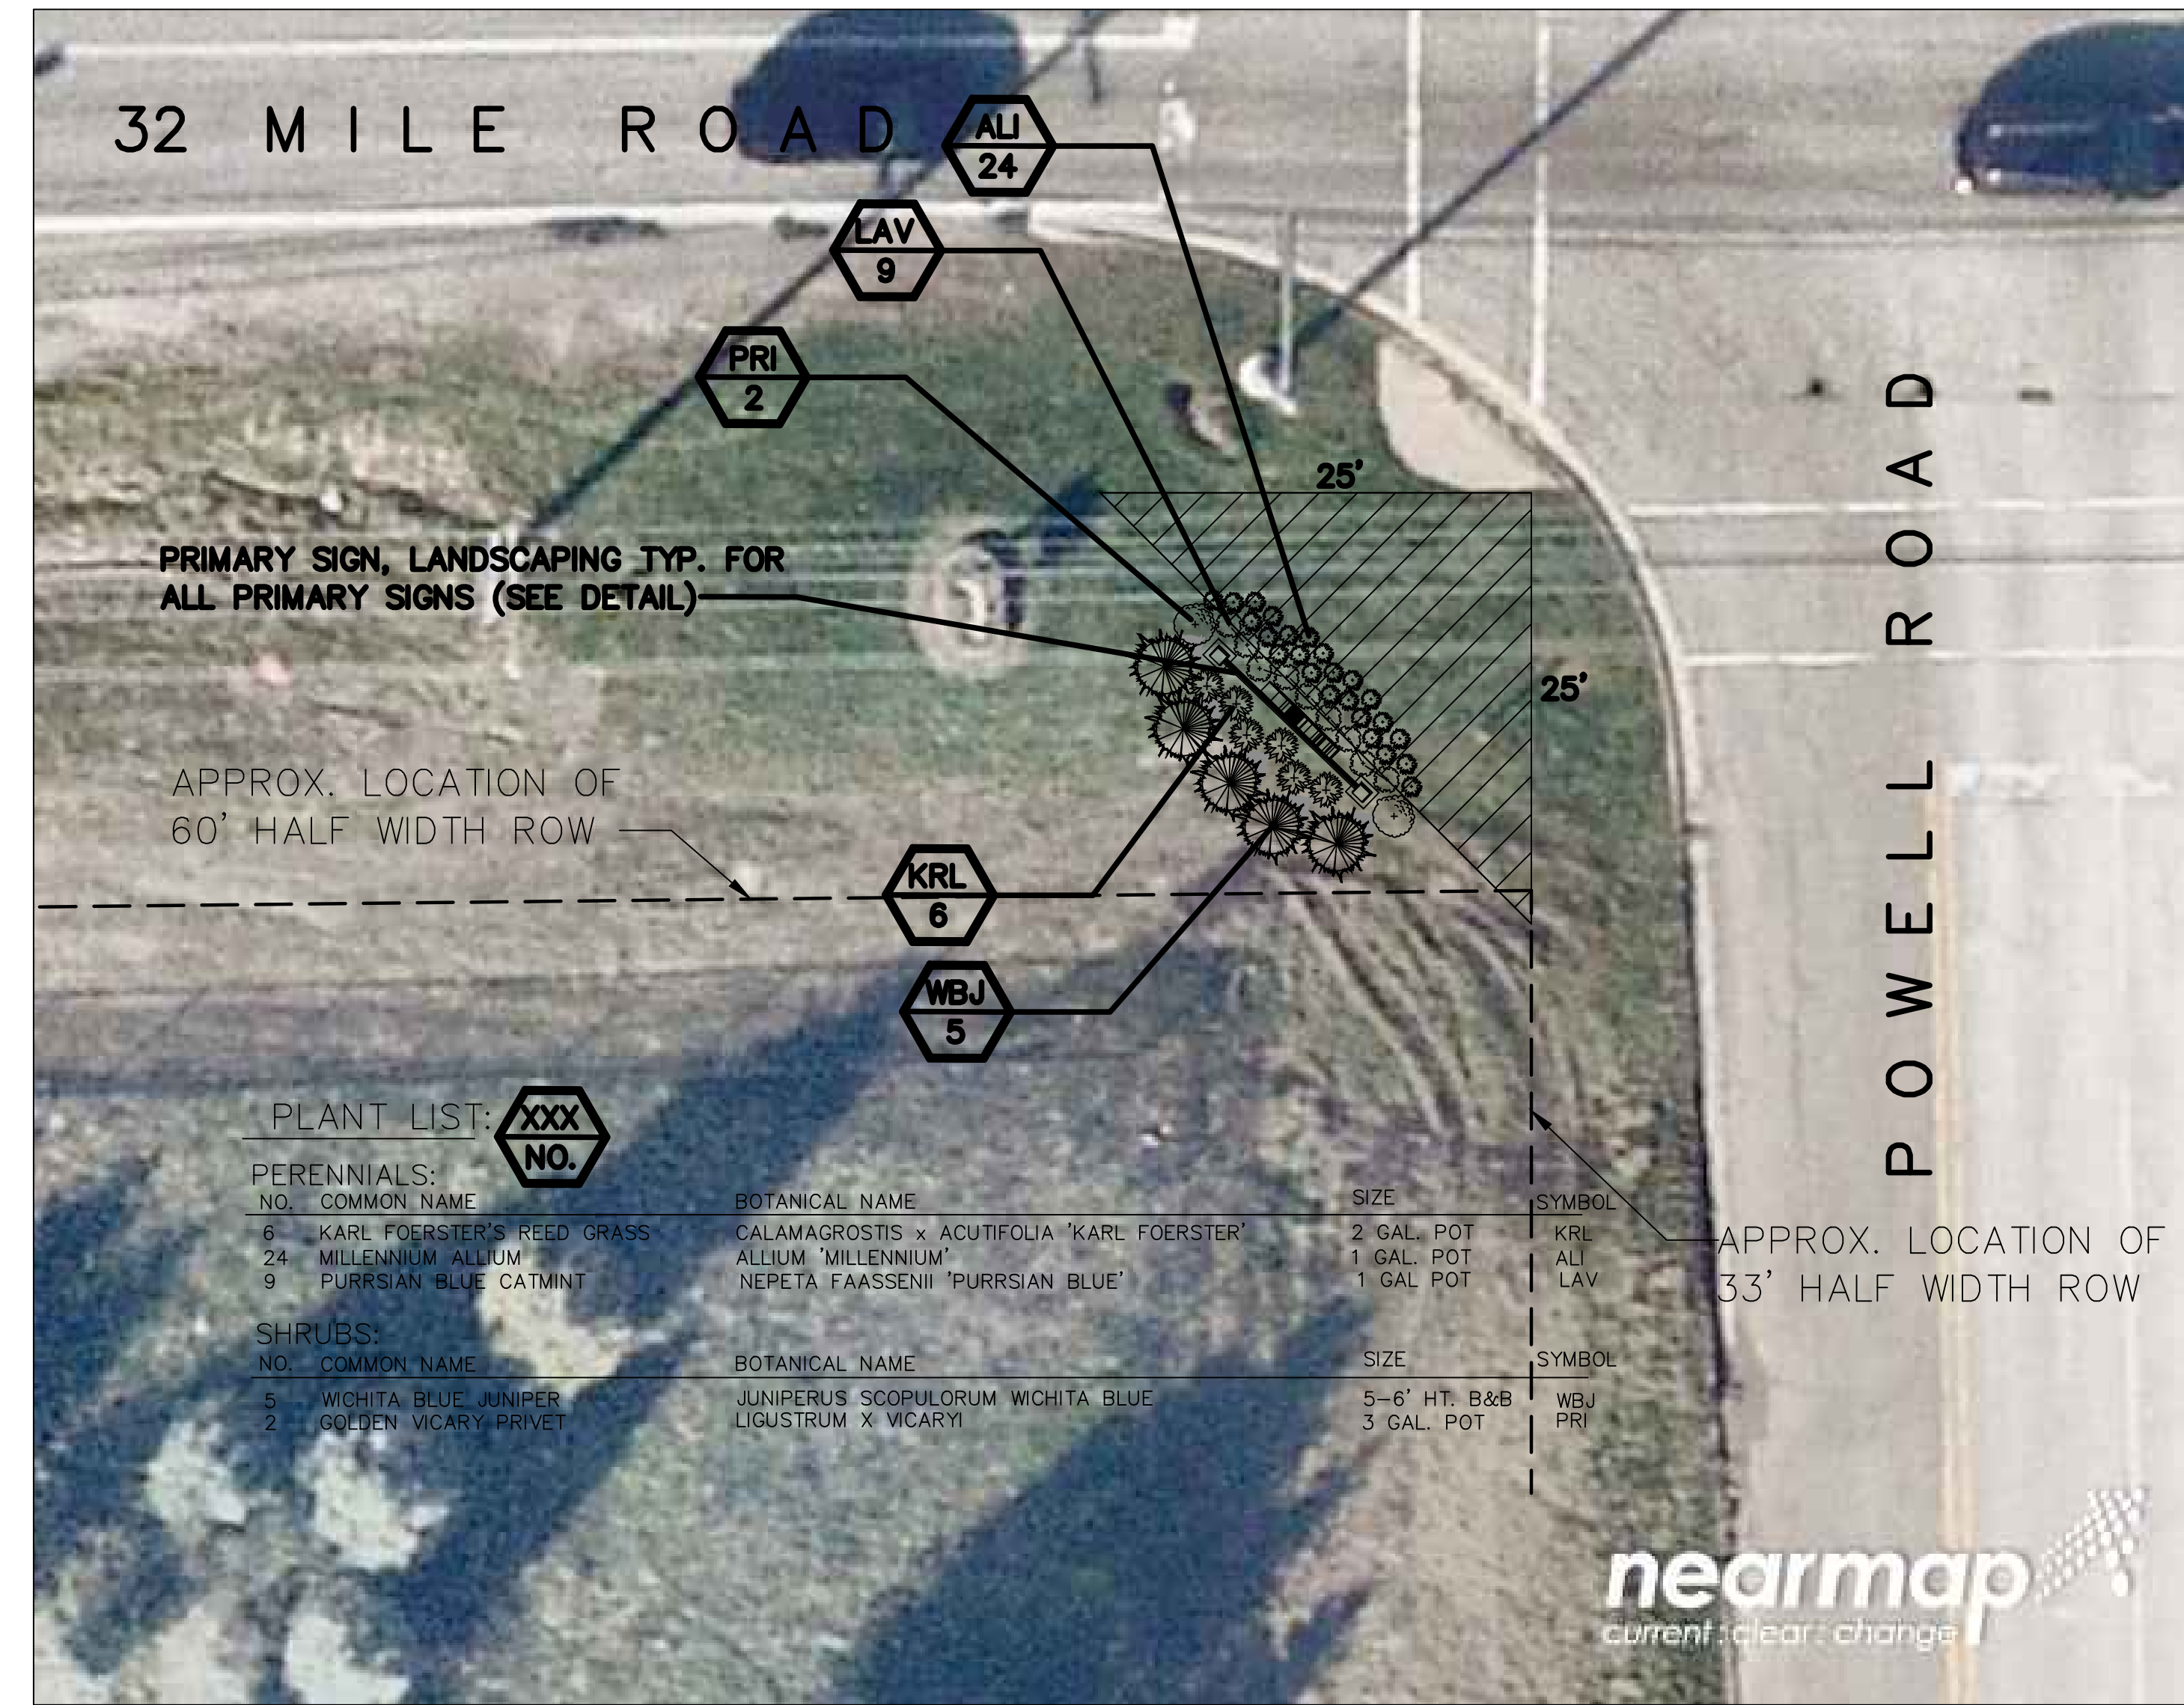 32 MILE ROAD
ALI
24
LAV
9
PRI
2
25'
25'
PRIMARY SIGN, LANDSCAPING TYP. FOR
ALL PRIMARY SIGNS (SEE DETAIL)
POWELL ROAD
APPROX. LOCATION OF
60' HALF WIDTH ROW
KRL
6
WBJ
5
PLANT LIST:
XXX
NO.
PERENNIALS:
NO. COMMON NAME BOTANICAL NAME SIZE SYMBOL
6 KARL FOERSTER'S REED GRASS CALAMAGROSTIS x ACUTIFOLIA 'KARL FOERSTER' 2 GAL. POT KRL
24 MILLENNIUM ALLIUM ALLIUM 'MILLENNIUM' 1 GAL. POT ALI
9 PURRSIAN BLUE CATMINT NEPETA FAASSENII 'PURRSIAN BLUE' 1 GAL POT LAV
APPROX. LOCATION OF
33' HALF WIDTH ROW
SHRUBS:
NO. COMMON NAME BOTANICAL NAME SIZE SYMBOL
5 WICHITA BLUE JUNIPER JUNIPERUS SCOPULORUM WICHITA BLUE 5-6' HT. B&B WBJ
2 GOLDEN VICARY PRIVET LIGUSTRUM X VICARYI 3 GAL. POT PRI
nearmap
current : clear : change